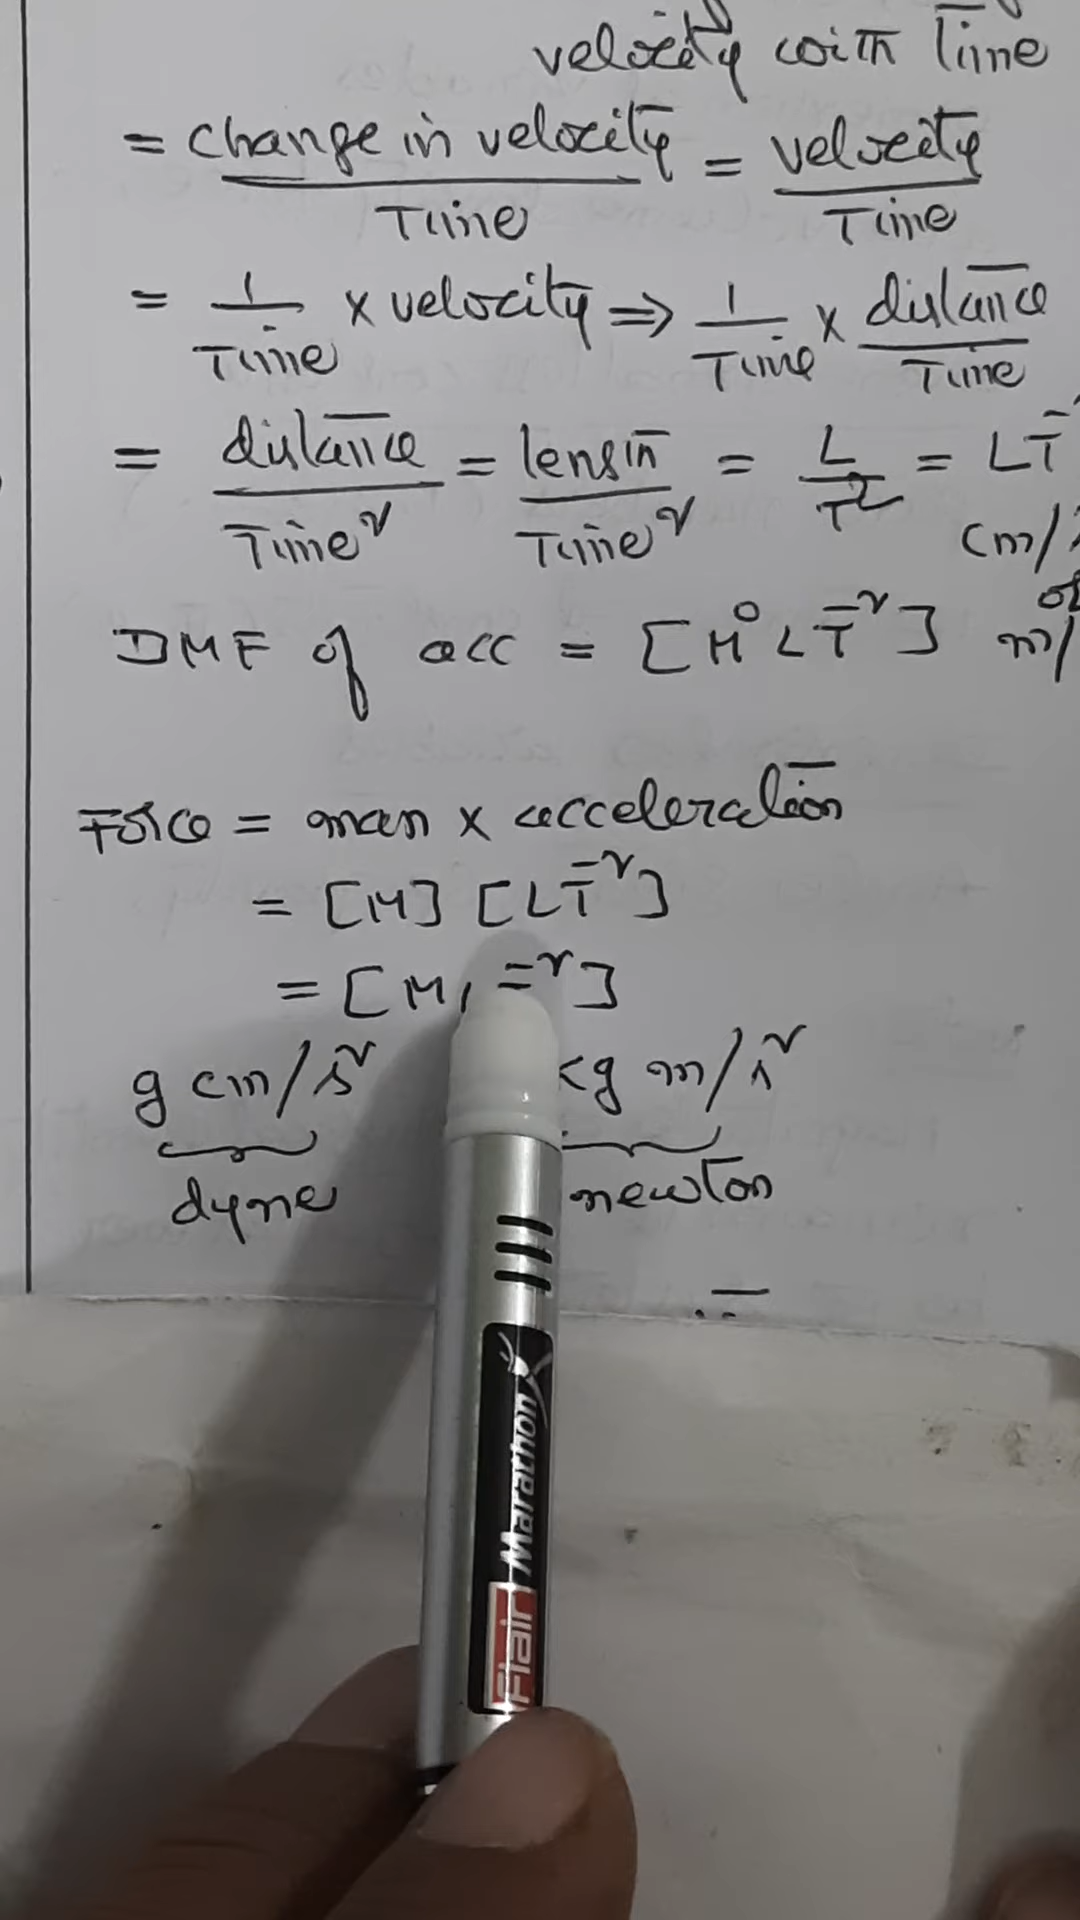 velocity with Time
= change in velocity / Time = velocity / Time
= 1 / Time × velocity ⇒ 1 / Time × distance / Time
= distance / Time² = length / Time² = L / T² = LT⁻
cm/
or
DMF of acc = [M⁰ L T⁻²] m/
Force = mass × acceleration
= [M] [L T⁻²]
= [M ⁻²]
g cm/s² kg m/s²
dyne newton
Flair Marathon